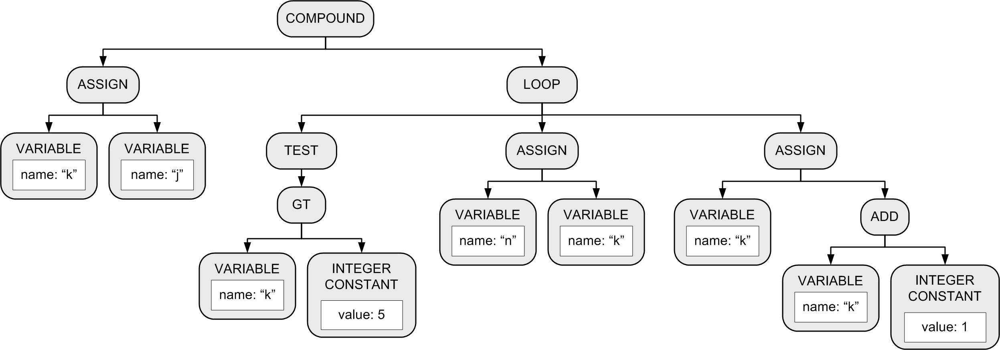 COMPOUND
ASSIGN
LOOP
VARIABLE
name: “k”
VARIABLE
name: “j”
TEST
ASSIGN
ASSIGN
GT
VARIABLE
name: “n”
VARIABLE
name: “k”
VARIABLE
name: “k”
ADD
VARIABLE
name: “k”
INTEGER
CONSTANT
value: 5
VARIABLE
name: “k”
INTEGER
CONSTANT
value: 1